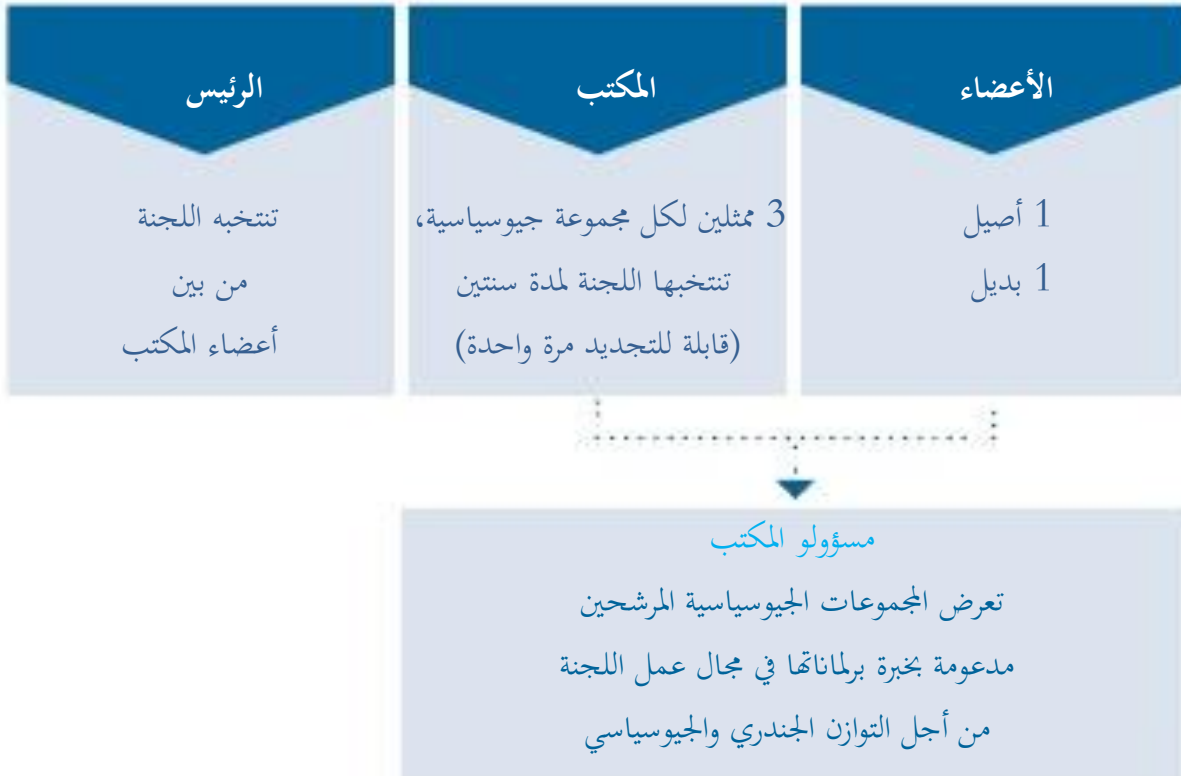 الأعضاء
1 أصيل
1 بديل
المكتب
3 ممثلين لكل مجموعة جيوسياسية،
تنتخبها اللجنة لمدة سنتين
(قابلة للتجديد مرة واحدة)
الرئيس
تنتخبه اللجنة
من بين
أعضاء المكتب
مسؤولو المكتب
تعرض المجموعات الجيوسياسية المرشحين
مدعومة بخبرة برلماناتها في مجال عمل اللجنة
من أجل التوازن الجندري والجيوسياسي